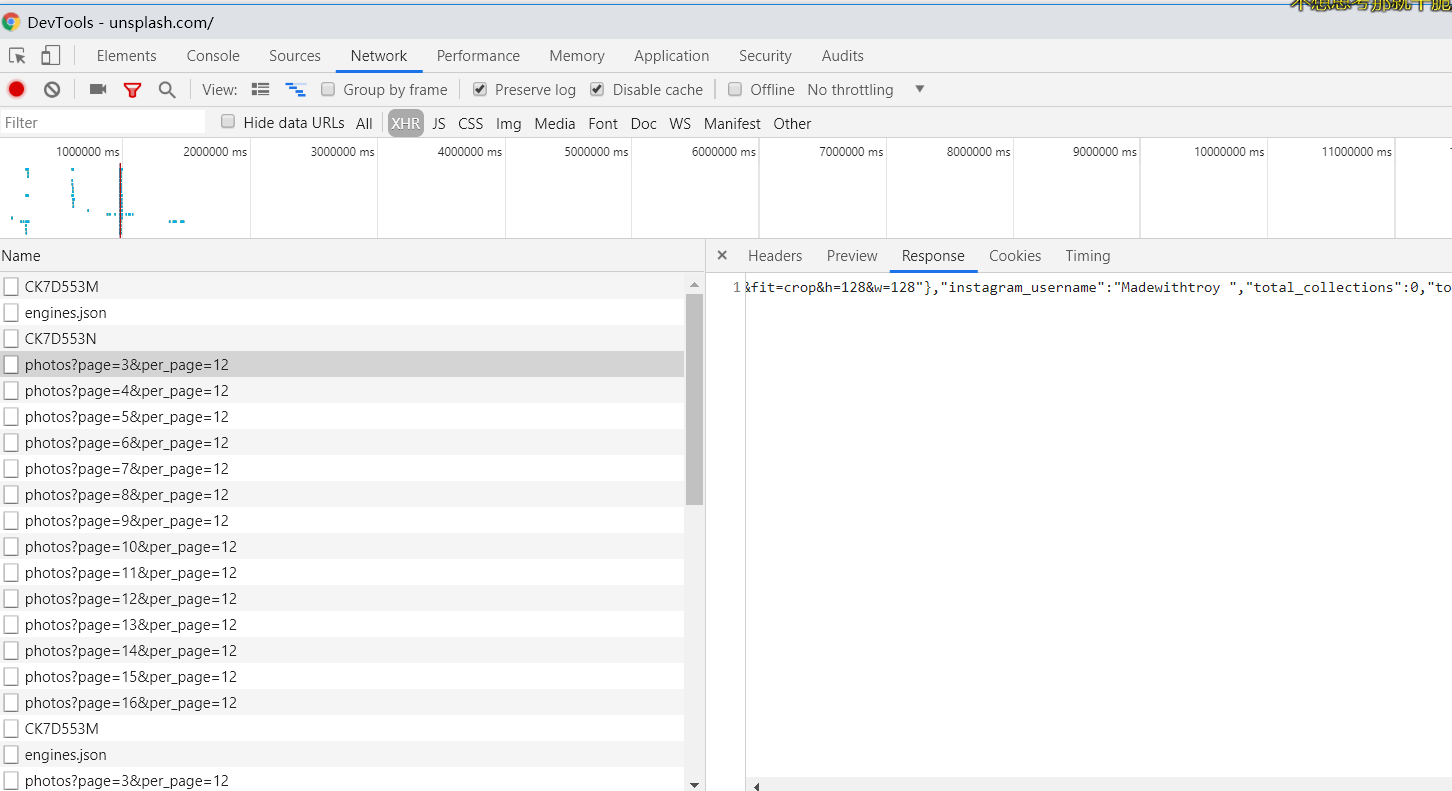 不想思考那就干脆
DevTools - unsplash.com/
Elements Console Sources Network Performance Memory Application Security Audits
View: Group by frame Preserve log Disable cache Offline No throttling
Filter Hide data URLs All XHR JS CSS Img Media Font Doc WS Manifest Other
1000000 ms 2000000 ms 3000000 ms 4000000 ms 5000000 ms 6000000 ms 7000000 ms 8000000 ms 9000000 ms 10000000 ms 11000000 ms
Name × Headers Preview Response Cookies Timing
CK7D553M
1 &fit=crop&h=128&w=128"},"instagram_username":"Madewithtroy ","total_collections":0,"to
engines.json
CK7D553N
photos?page=3&per_page=12
photos?page=4&per_page=12
photos?page=5&per_page=12
photos?page=6&per_page=12
photos?page=7&per_page=12
photos?page=8&per_page=12
photos?page=9&per_page=12
photos?page=10&per_page=12
photos?page=11&per_page=12
photos?page=12&per_page=12
photos?page=13&per_page=12
photos?page=14&per_page=12
photos?page=15&per_page=12
photos?page=16&per_page=12
CK7D553M
engines.json
photos?page=3&per_page=12